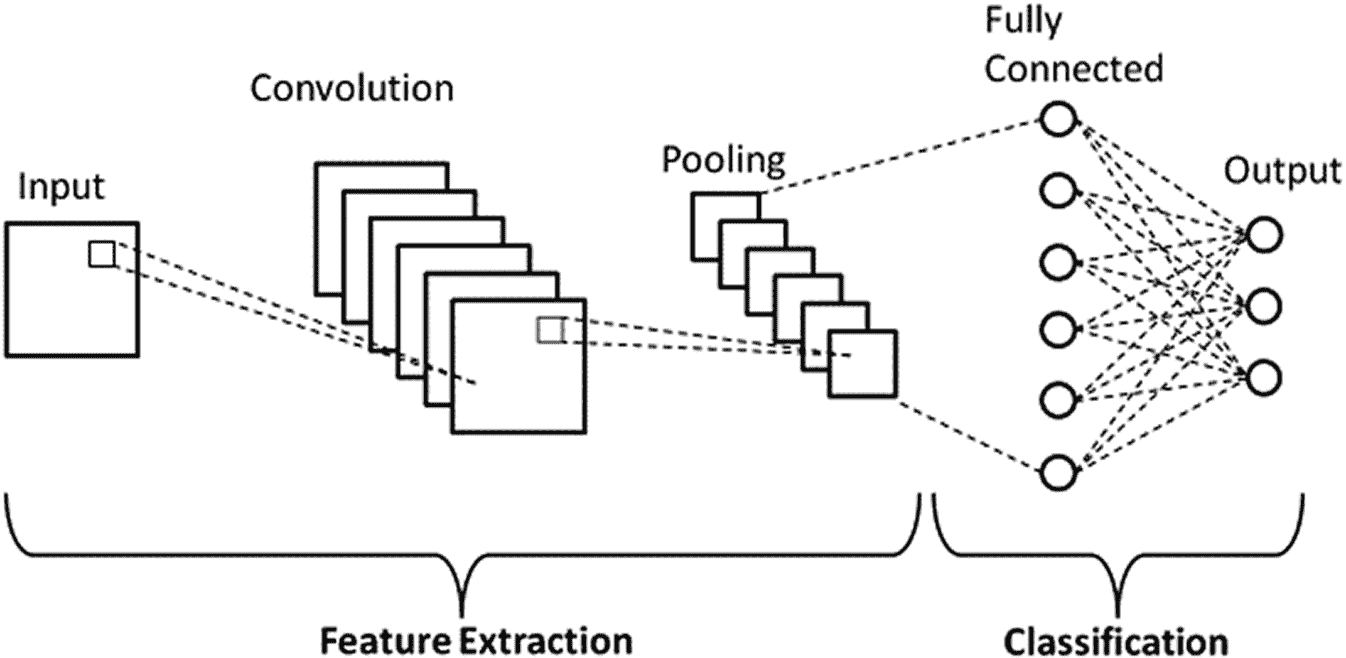 Input
Convolution
Pooling
Fully
Connected
Output
Feature Extraction
Classification